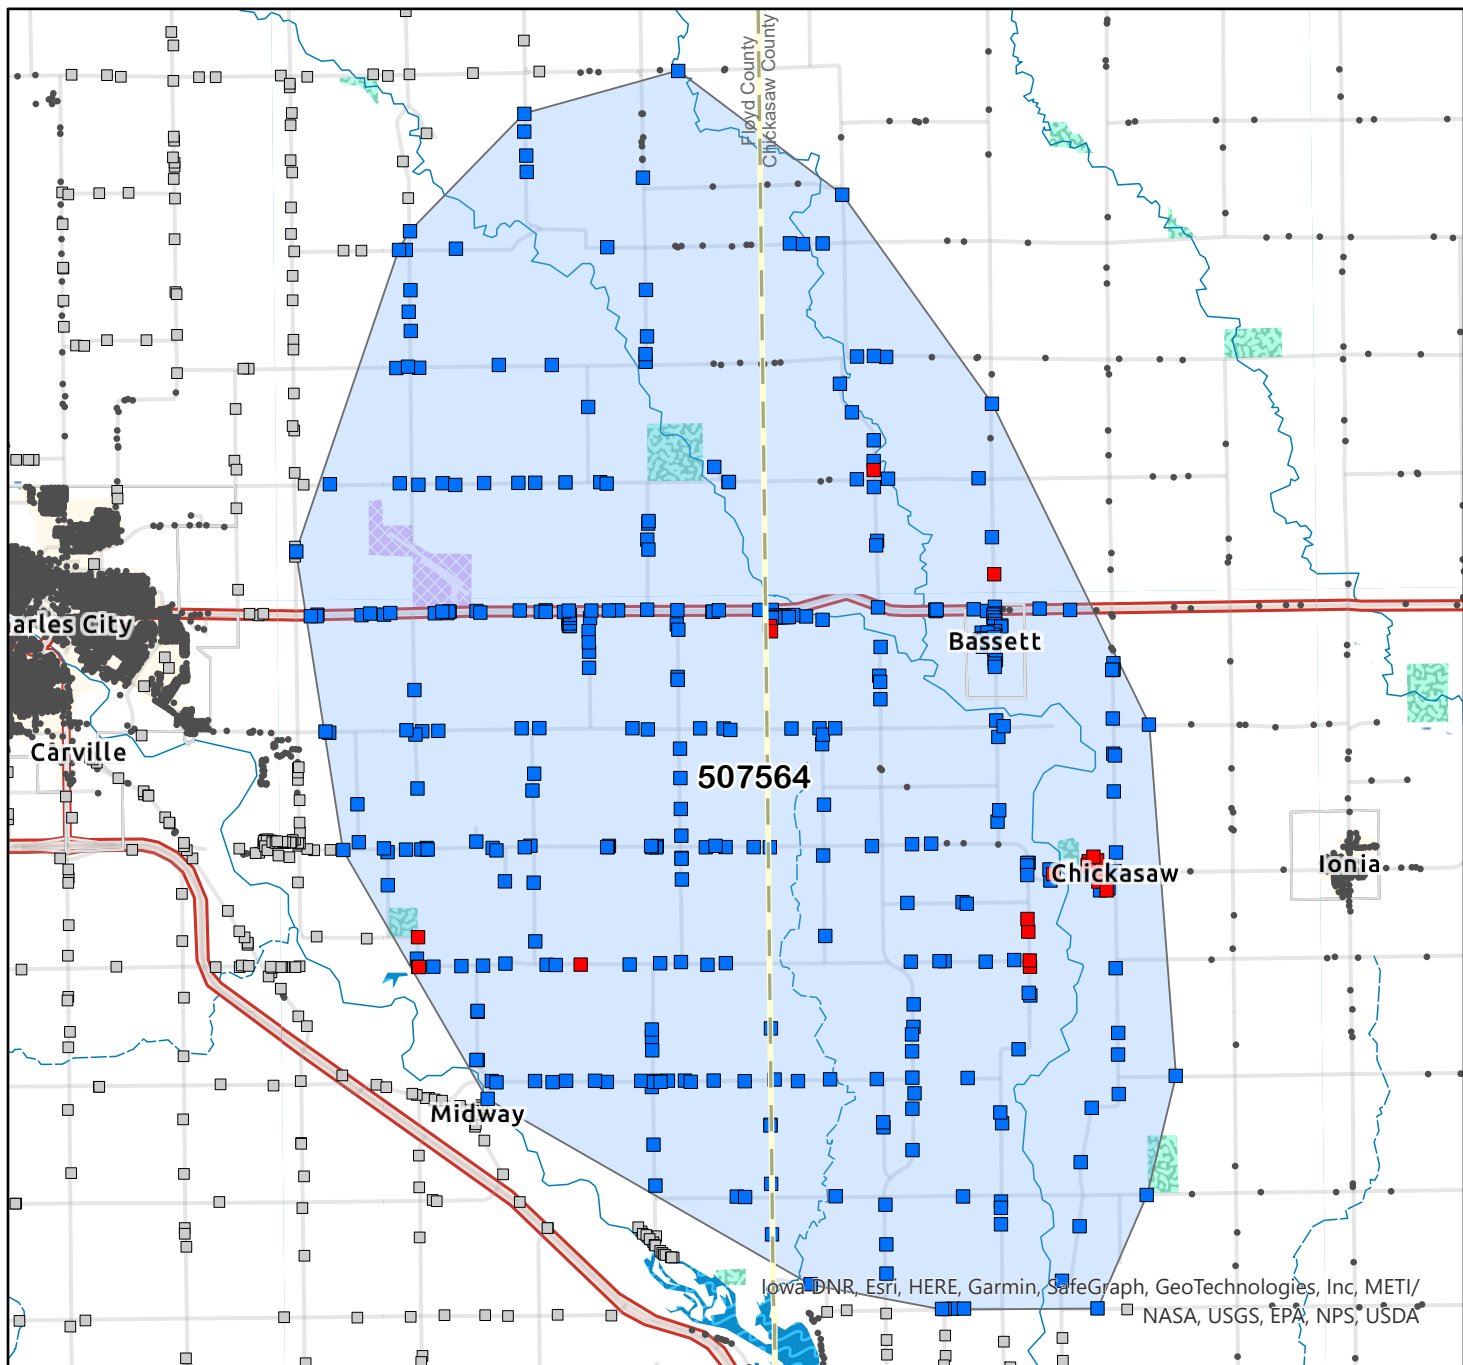 Floyd County
Chickasaw County
arles City
Bassett
Carville
507564
Ionia
Chickasaw
Midway
Iowa DNR, Esri, HERE, Garmin, SafeGraph, GeoTechnologies, Inc, METI/
NASA, USGS, EPA, NPS, USDA